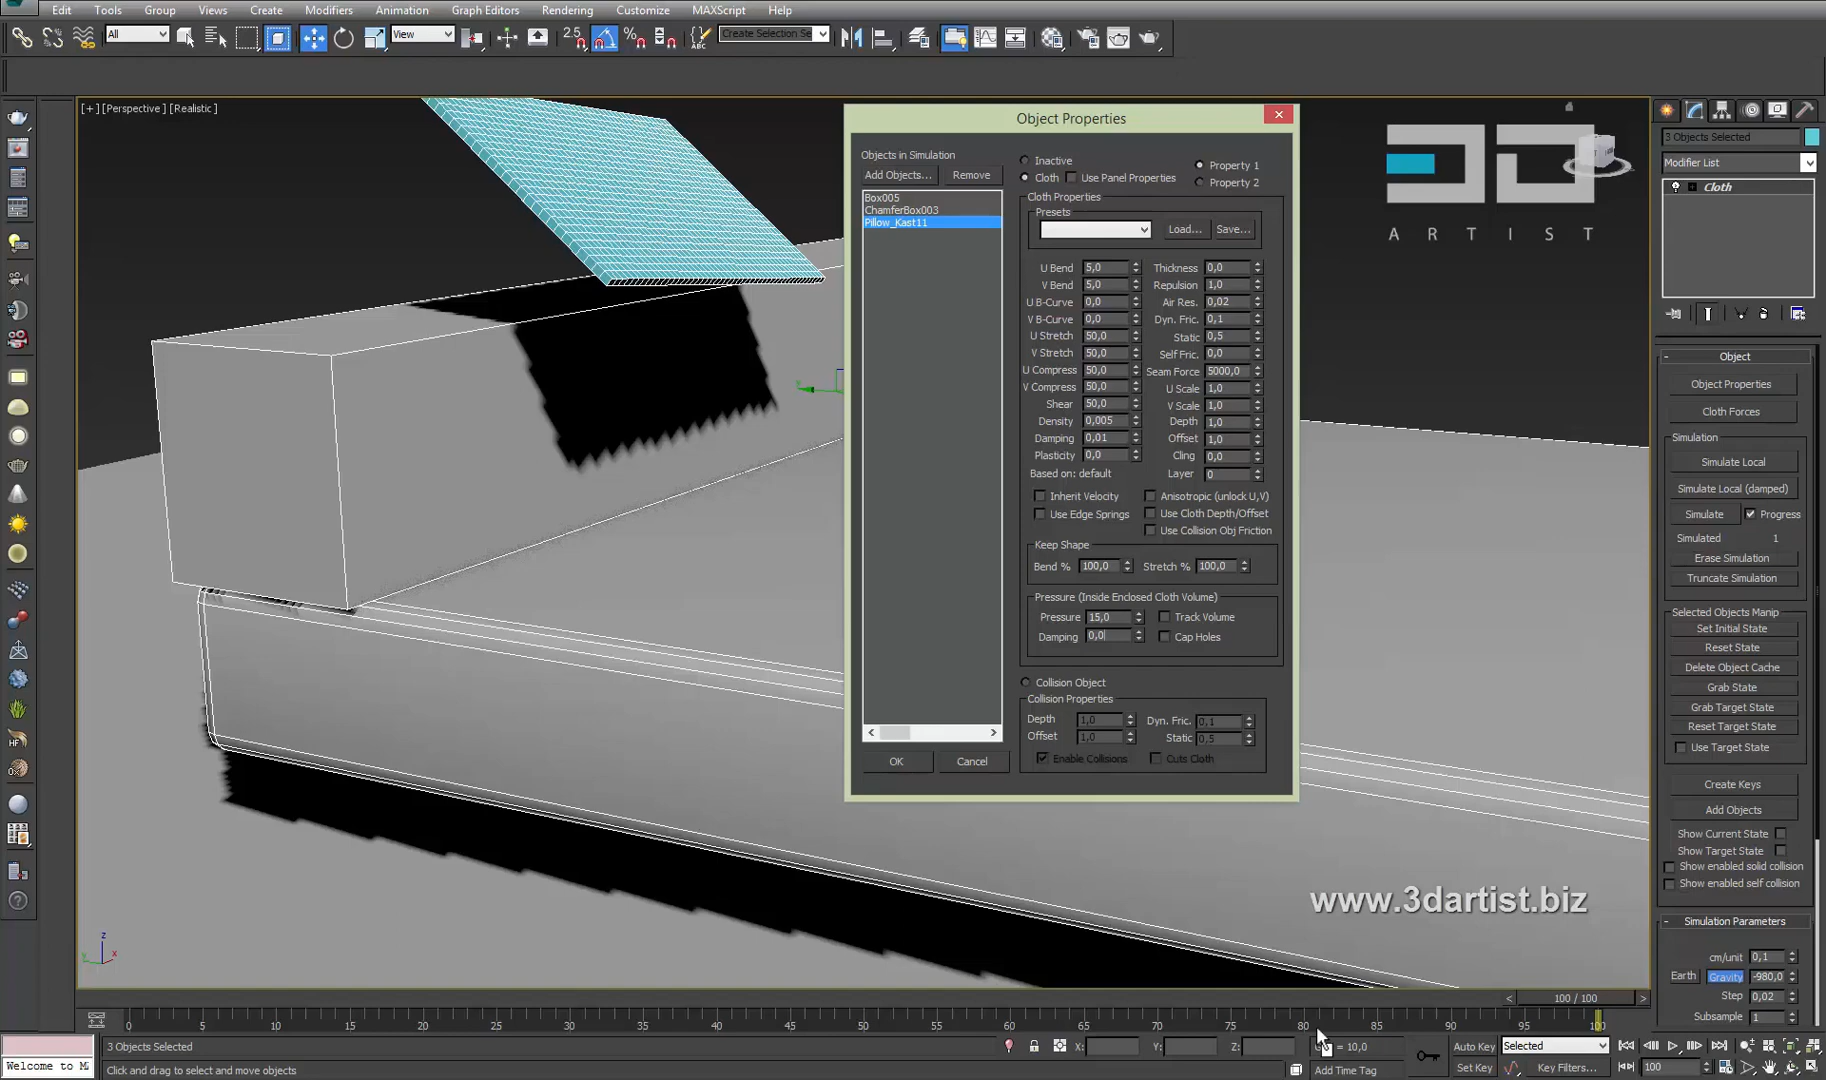 Edit Tools Group Views Create Modifiers Animation Graph Editors Rendering Customize MAXScript Help
All View 2.5 Create Selection Se
[+] [Perspective] [Realistic]
Object Properties
Objects in Simulation
Add Objects... Remove
Box005
ChamferBox003
Pillow_Kast11
OK Cancel
Inactive
Cloth Use Panel Properties
Property 1
Property 2
Cloth Properties
Presets
Load... Save...
U Bend 5,0 Thickness 0,0
V Bend 5,0 Repulsion 1,0
U B-Curve 0,0 Air Res. 0,02
V B-Curve 0,0 Dyn. Fric. 0,1
U Stretch 50,0 Static 0,5
V Stretch 50,0 Self Fric. 0,0
U Compress 50,0 Seam Force 5000,0
V Compress 50,0 U Scale 1,0
Shear 50,0 V Scale 1,0
Density 0,005 Depth 1,0
Damping 0,01 Offset 1,0
Plasticity 0,0 Cling 0,0
Based on: default Layer 0
Inherit Velocity Anisotropic (unlock U,V)
Use Edge Springs Use Cloth Depth/Offset
Use Collision Obj Friction
Keep Shape
Bend % 100,0 Stretch % 100,0
Pressure (Inside Enclosed Cloth Volume)
Pressure 15,0 Track Volume
Damping 0,0 Cap Holes
Collision Object
Collision Properties
Depth 1,0 Dyn. Fric. 0,1
Offset 1,0 Static 0,5
Enable Collisions Cuts Cloth
ARTIST
www.3dartist.biz
3 Objects Selected
Modifier List
Cloth
Object
Object Properties
Cloth Forces
Simulation
Simulate Local
Simulate Local (damped)
Simulate Progress
Simulated 1
Erase Simulation
Truncate Simulation
Selected Objects Manip
Set Initial State
Reset State
Delete Object Cache
Grab State
Grab Target State
Reset Target State
Use Target State
Create Keys
Add Objects
Show Current State
Show Target State
Show enabled solid collision
Show enabled self collision
Simulation Parameters
cm/unit 0,1
Earth Gravity -980,0
Step 0,02
Subsample 1
z
x
100 / 100
0 5 10 15 20 25 30 35 40 45 50 55 60 65 70 75 80 85 90 95 100
3 Objects Selected X: Y: Z: = 10,0 Auto Key Selected
Welcome to M
Click and drag to select and move objects Add Time Tag Set Key Key Filters... 100